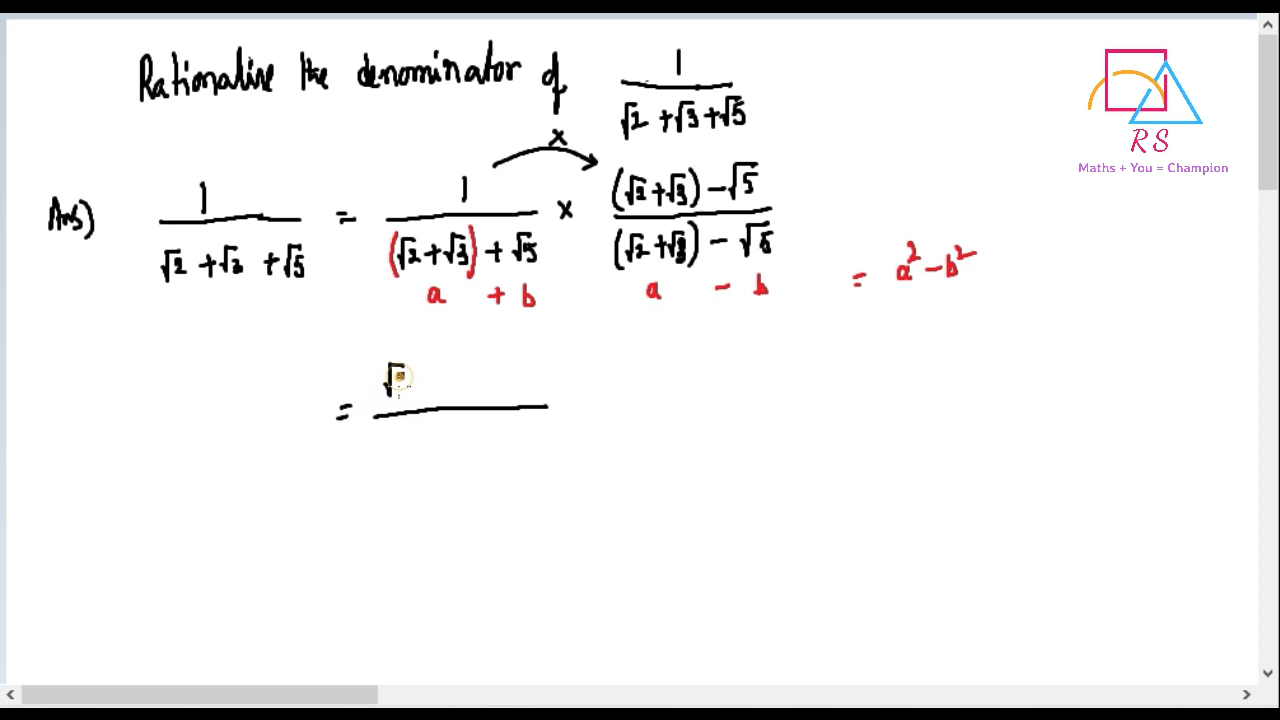 Rationalise the denominator of 1/(√2 + √3 + √5)
RS
Maths + You = Champion
x
Ans) 1/(√2 + √3 + √5) = 1/((√2 + √3) + √5) x ((√2 + √3) - √5)/((√2 + √3) - √5)
a + b a - b = a² - b²
= √